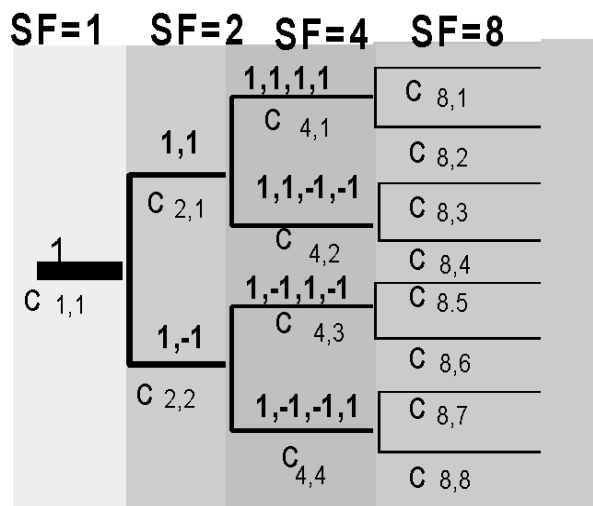 SF=1 SF=2 SF=4 SF=8
1,1,1,1
C 8,1
C 4,1
1,1
C 8,2
1,1,-1,-1
C 2,1
C 8,3
C 4,2
1
C 8,4
C 1,1
1,-1,1,-1
C 8.5
C 4,3
1,-1
C 8,6
C 2,2
1,-1,-1,1
C 8,7
C 4,4
C 8,8